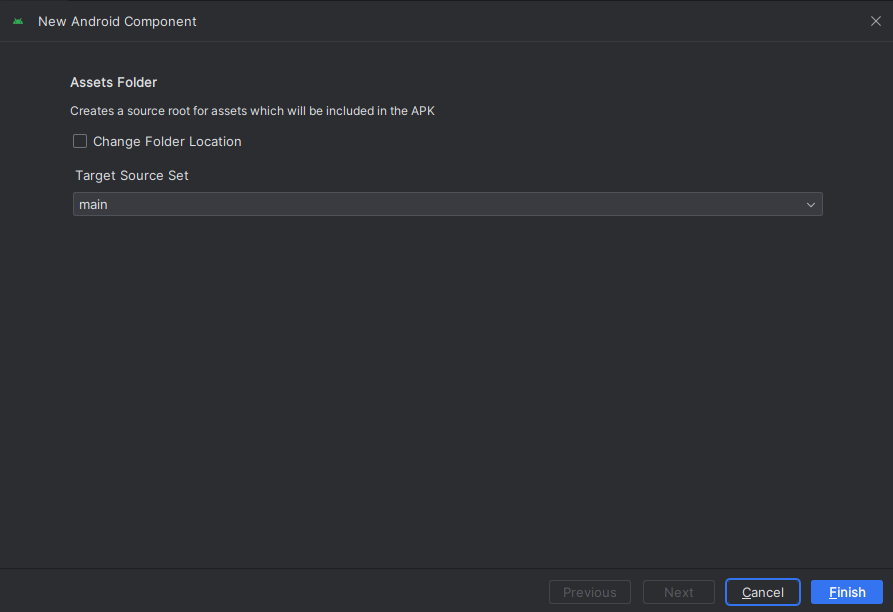 New Android Component
Assets Folder
Creates a source root for assets which will be included in the APK
Change Folder Location
Target Source Set
main
Previous
Next
Cancel
Finish